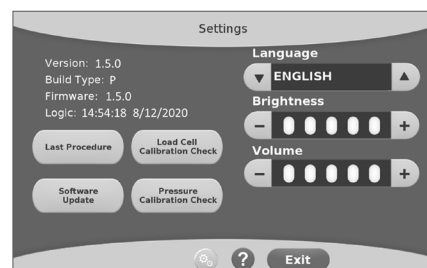 Settings
Version: 1.5.0
Build Type: P
Firmware: 1.5.0
Logic: 14:54:18 8/12/2020
Last Procedure
Load Cell
Calibration Check
Software
Update
Pressure
Calibration Check
Language
ENGLISH
Brightness
Volume
?
Exit